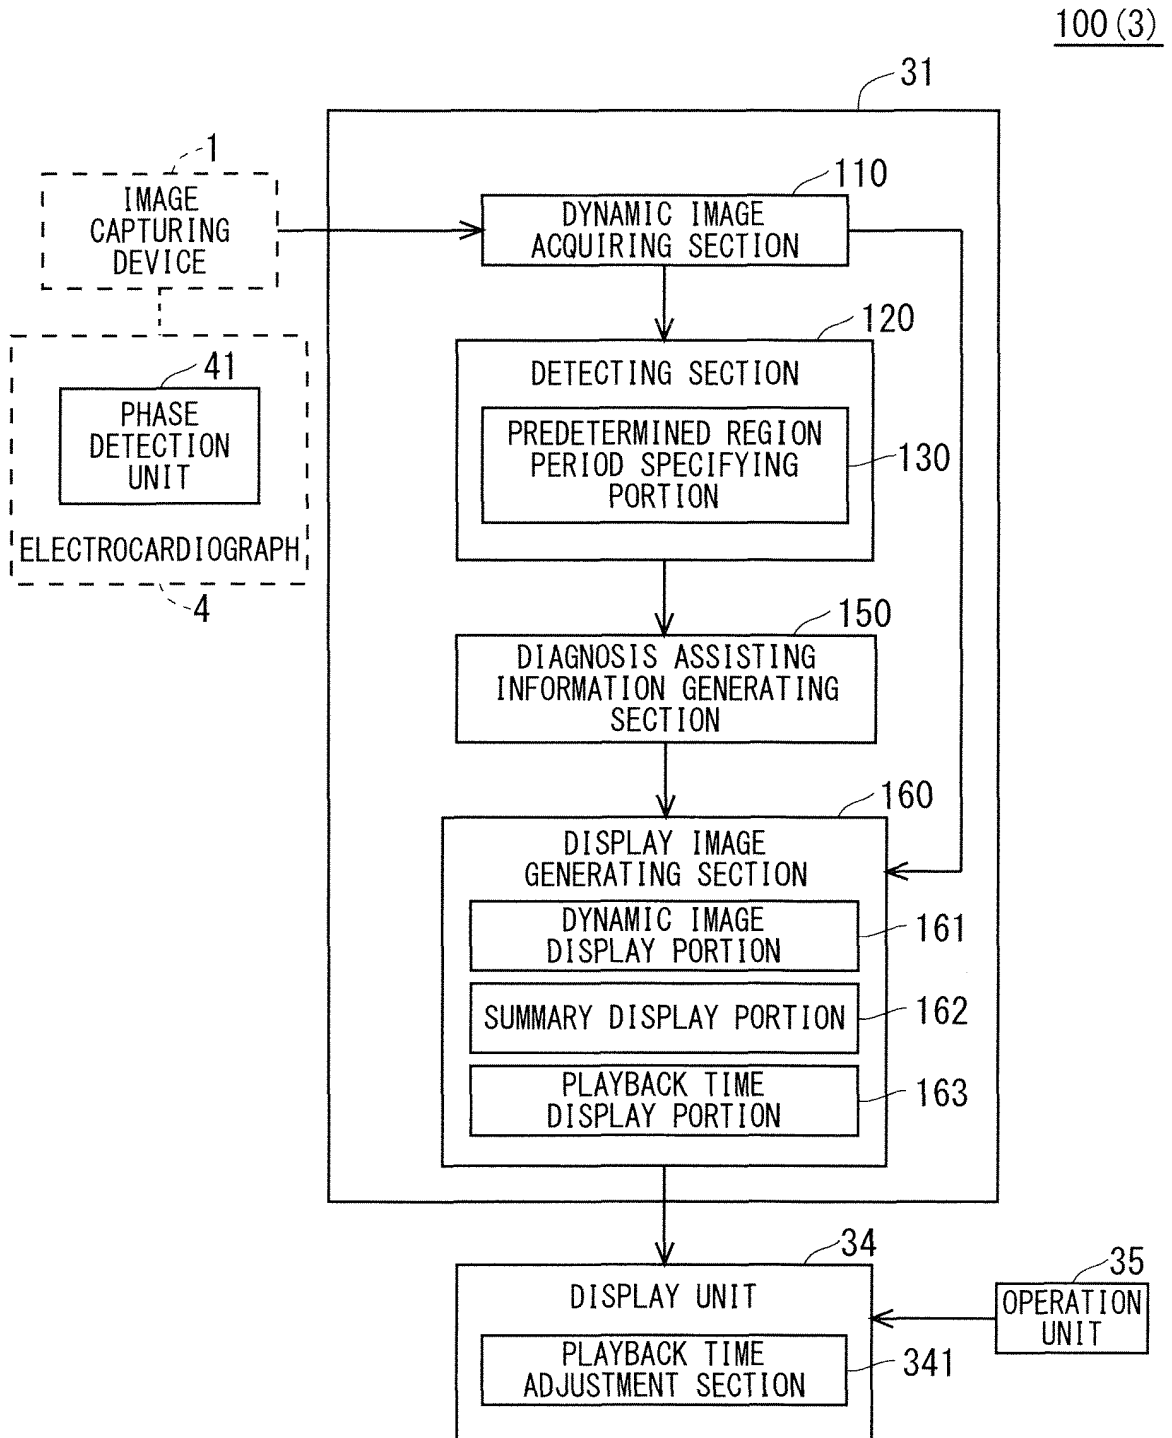 100(3)
31
1
IMAGE
CAPTURING
DEVICE
110
DYNAMIC IMAGE
ACQUIRING SECTION
120
DETECTING SECTION
41
PHASE
DETECTION
UNIT
PREDETERMINED REGION
PERIOD SPECIFYING
PORTION
130
ELECTROCARDIOGRAPH
4
150
DIAGNOSIS ASSISTING
INFORMATION GENERATING
SECTION
160
DISPLAY IMAGE
GENERATING SECTION
DYNAMIC IMAGE
DISPLAY PORTION
161
SUMMARY DISPLAY PORTION
162
PLAYBACK TIME
DISPLAY PORTION
163
34
DISPLAY UNIT
35
OPERATION
UNIT
PLAYBACK TIME
ADJUSTMENT SECTION
341